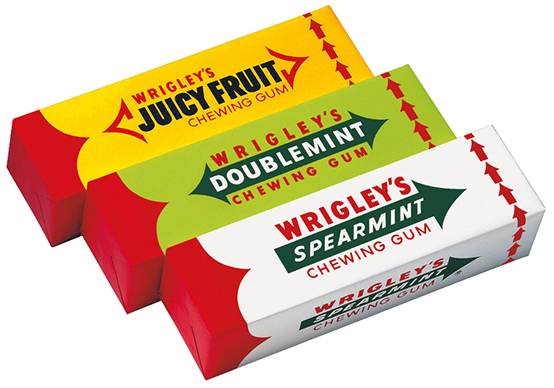 WRIGLEY'S
JUICY FRUIT
CHEWING GUM
WRIGLEY'S
DOUBLEMINT
CHEWING GUM
WRIGLEY'S
SPEARMINT
CHEWING GUM
WRIGLEY'S
SPEARMINT
CHEWING GUM